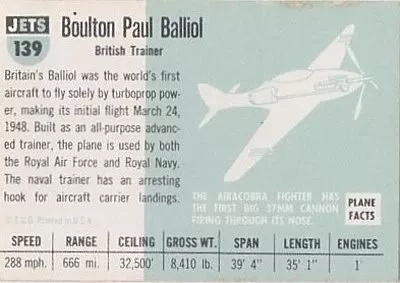 JETS
139
Boulton Paul Balliol
British Trainer
Britain's Balliol was the world's first
aircraft to fly solely by turboprop pow-
er, making its initial flight March 24,
1948. Built as an all-purpose advanc-
ed trainer, the plane is used by both
the Royal Air Force and Royal Navy.
The naval trainer has an arresting
hook for aircraft carrier landings.
© T.C.G. Printed in U.S.A.
THE AIRACOBRA FIGHTER HAS
THE FIRST BIG 37MM CANNON
FIRING THROUGH ITS NOSE.
PLANE
FACTS
SPEED RANGE CEILING GROSS WT. SPAN LENGTH ENGINES
288 mph. 666 mi. 32,500' 8,410 lb. 39' 4" 35' 1" 1